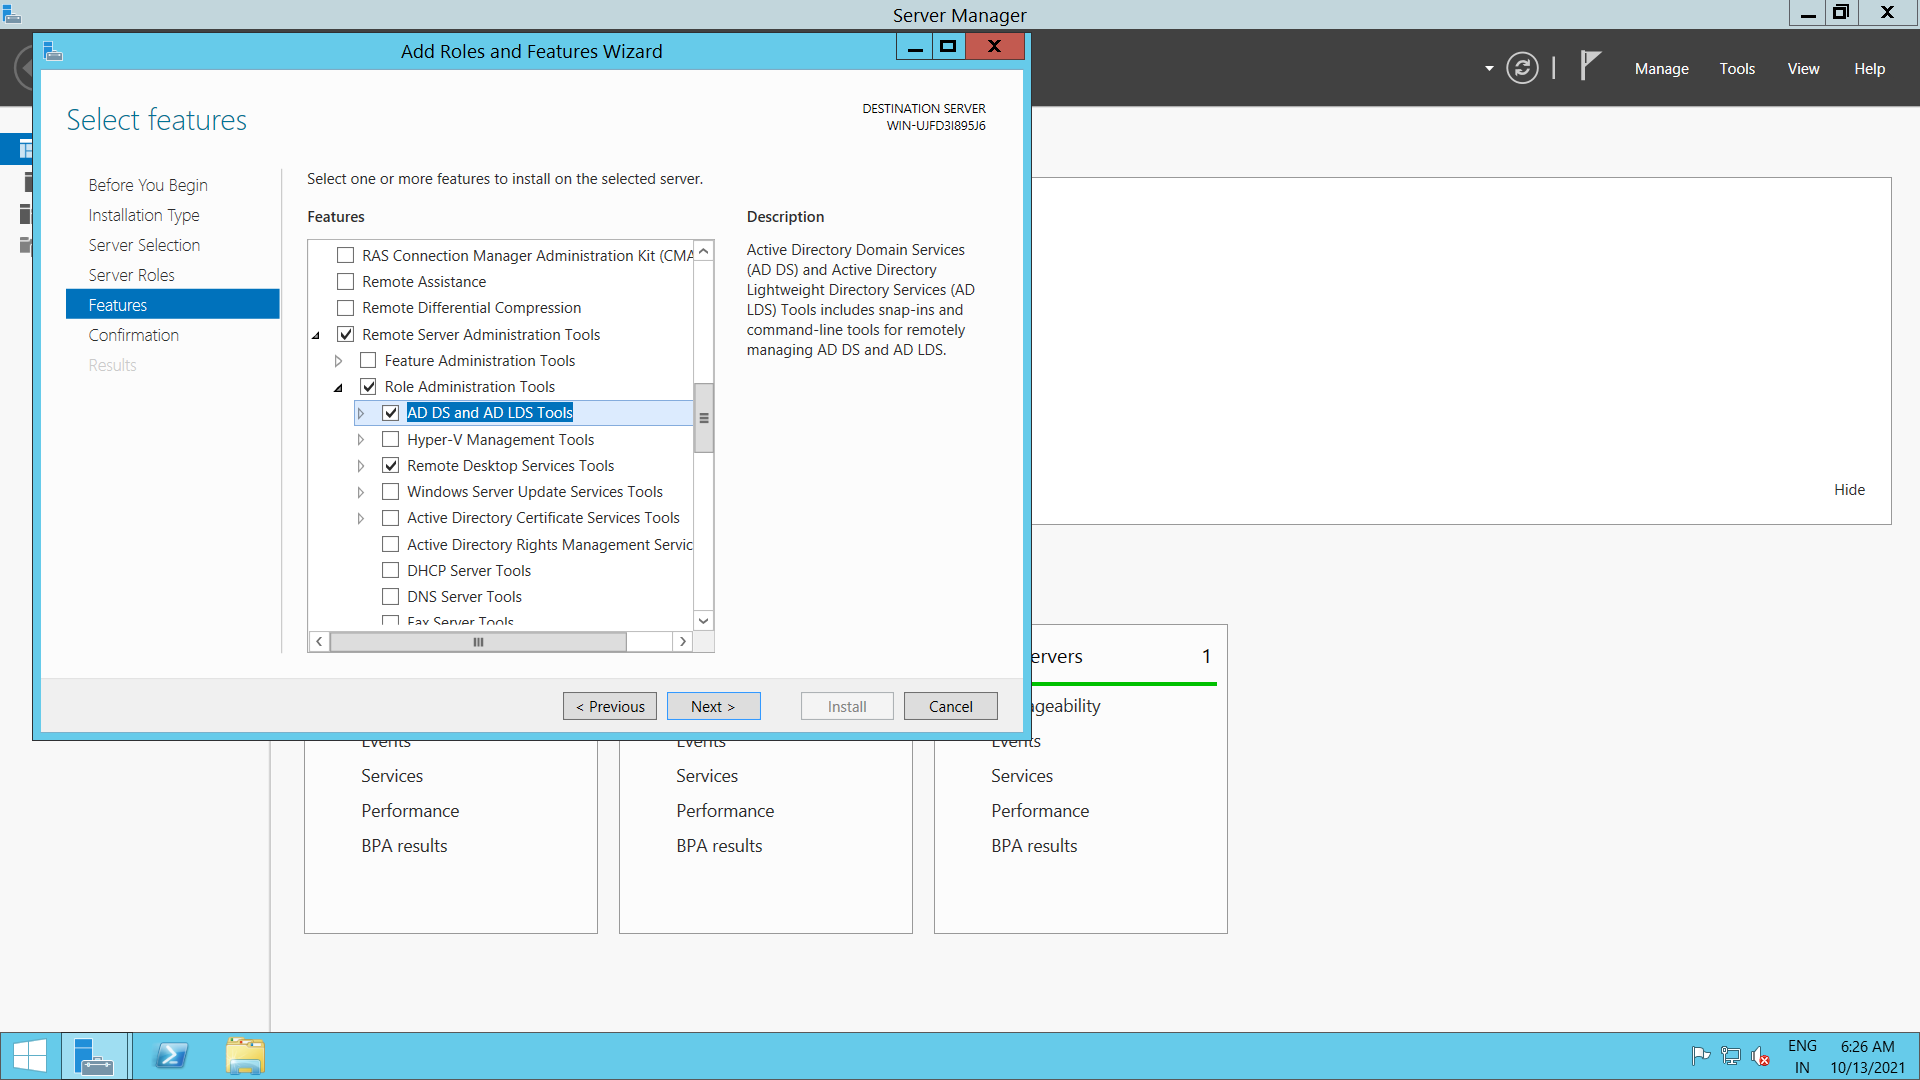 Server Manager
Add Roles and Features Wizard
Manage
Tools
View
Help
Select features
DESTINATION SERVER
WIN-UJFD3I895J6
Before You Begin
Installation Type
Server Selection
Server Roles
Features
Confirmation
Results
Select one or more features to install on the selected server.
Features
RAS Connection Manager Administration Kit (CMA
Remote Assistance
Remote Differential Compression
Remote Server Administration Tools
Feature Administration Tools
Role Administration Tools
AD DS and AD LDS Tools
Hyper-V Management Tools
Remote Desktop Services Tools
Windows Server Update Services Tools
Active Directory Certificate Services Tools
Active Directory Rights Management Servic
DHCP Server Tools
DNS Server Tools
Fax Server Tools
Description
Active Directory Domain Services
(AD DS) and Active Directory
Lightweight Directory Services (AD
LDS) Tools includes snap-ins and
command-line tools for remotely
managing AD DS and AD LDS.
< Previous
Next >
Install
Cancel
Hide
ervers 1
ageability
Events
Services
Performance
BPA results
Events
Services
Performance
BPA results
Events
Services
Performance
BPA results
ENG
IN
6:26 AM
10/13/2021